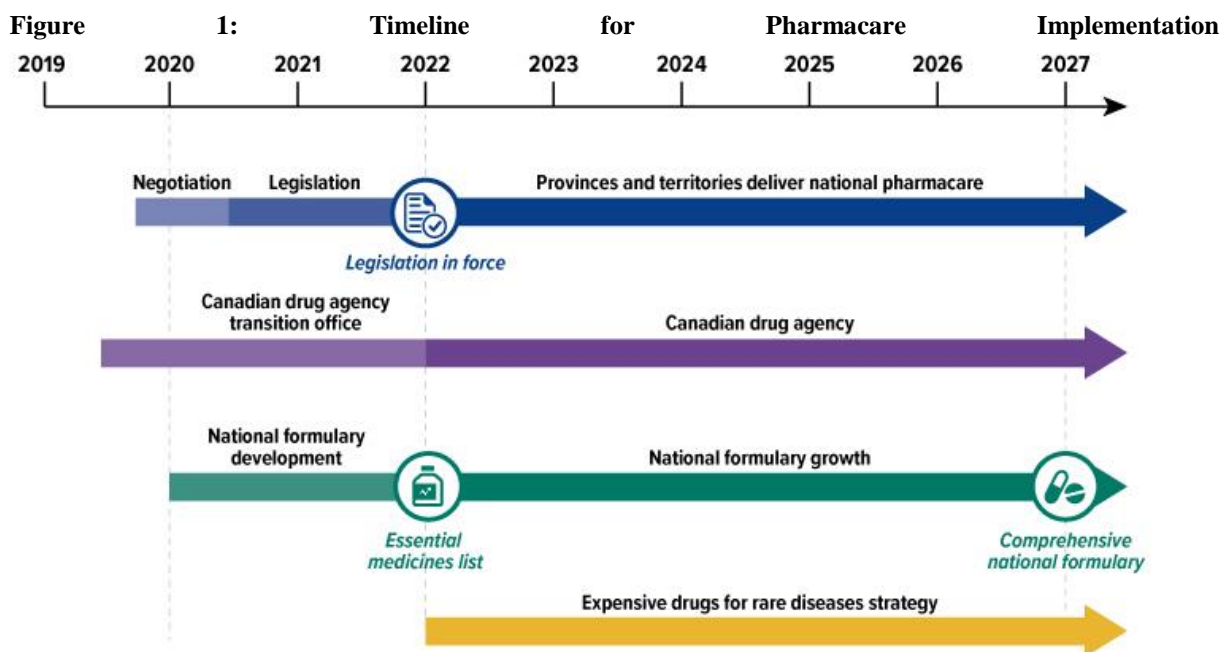 Figure 1: Timeline for Pharmacare Implementation
2019 2020 2021 2022 2023 2024 2025 2026 2027
Negotiation Legislation Provinces and territories deliver national pharmacare
Legislation in force
Canadian drug agency
transition office
Canadian drug agency
National formulary
development
National formulary growth
Essential
medicines list
Comprehensive
national formulary
Expensive drugs for rare diseases strategy